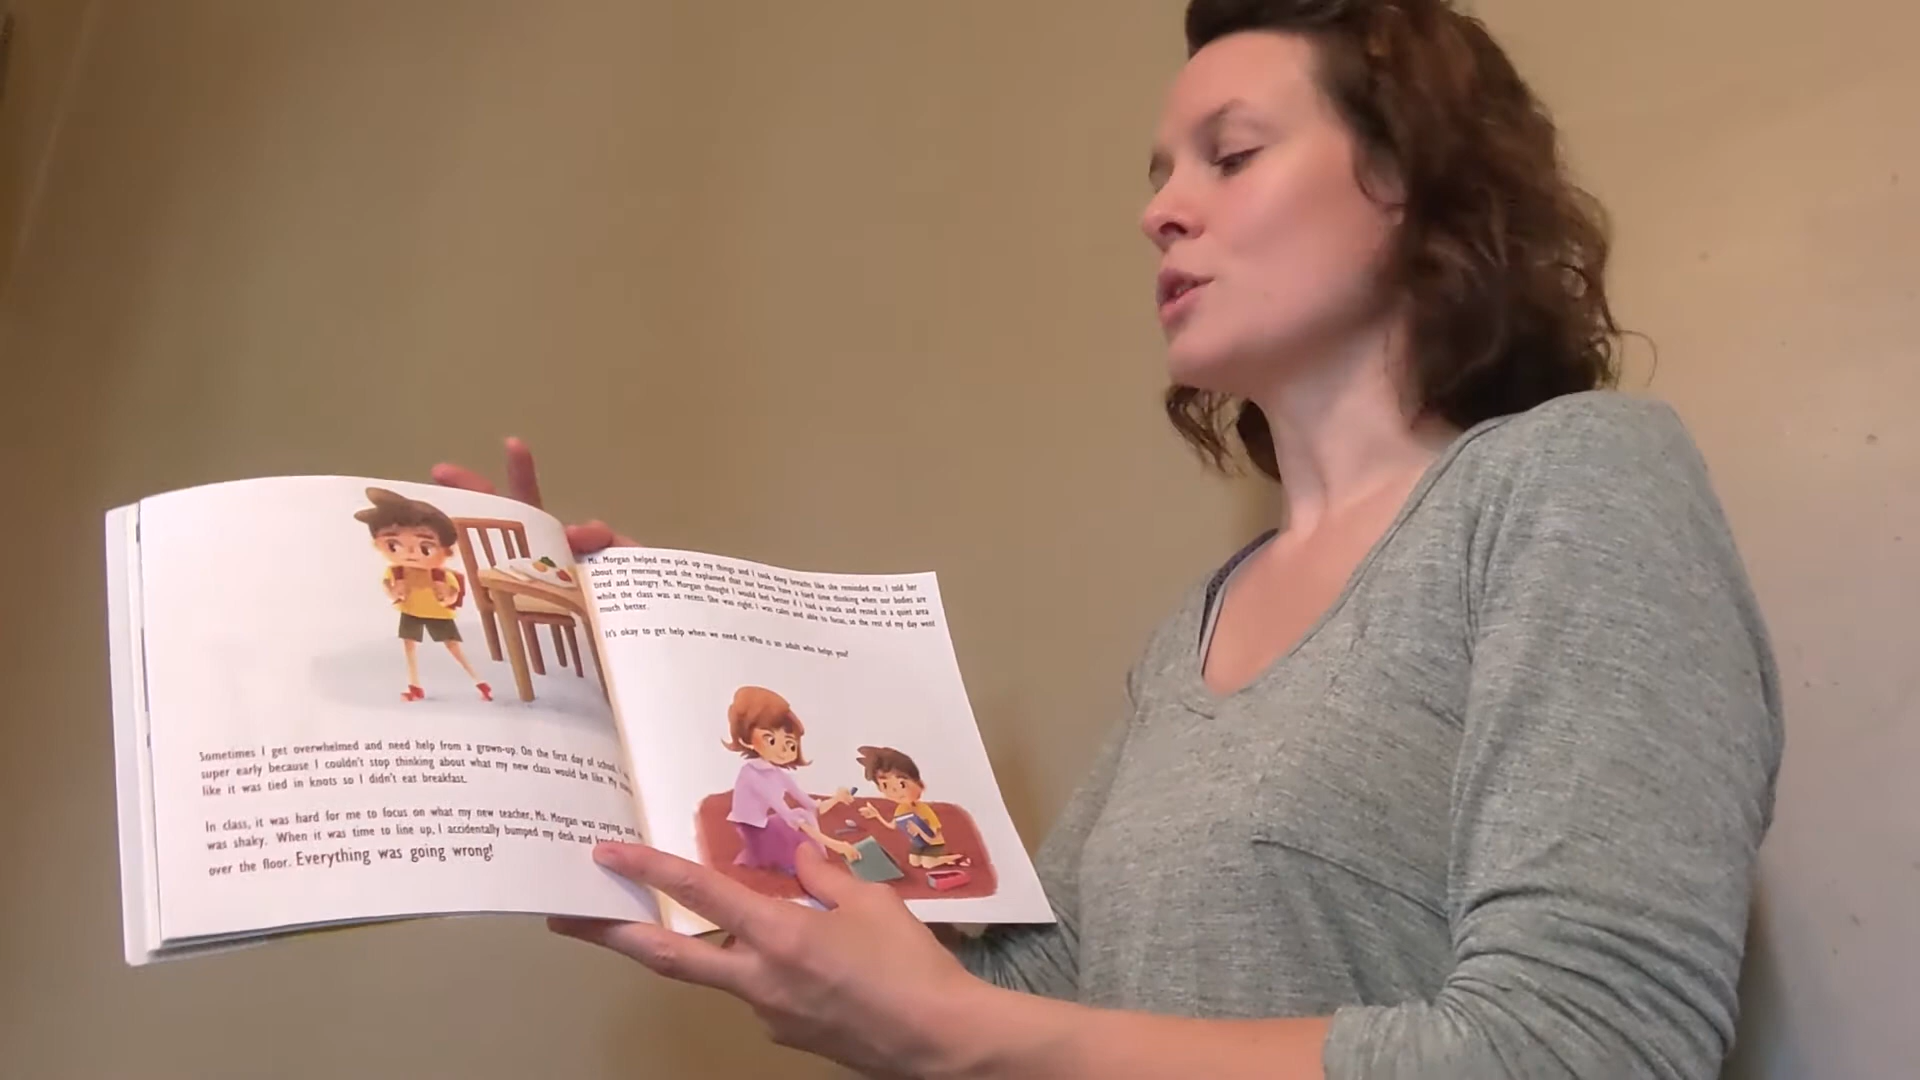 Sometimes I get overwhelmed and need help from a grown-up. On the first day of school, I
super early because I couldn't stop thinking about what my new class would be like. My
like it was tied in knots so I didn't eat breakfast.
In class, it was hard for me to focus on what my new teacher, Ms. Morgan was saying, and
was shaky. When it was time to line up, I accidentally bumped my desk and
over the floor. Everything was going wrong!
Ms. Morgan helped me pick up my things and I took deep breaths like she reminded me. I told her
about my morning and she explained that our brains have a hard time thinking when our bodies are
tired and hungry. Ms. Morgan thought I would feel better if I had a snack and rested in a quiet area
while the class was at recess. She was right. I was calm and able to focus, so the rest of my day went
much better.
It's okay to get help when we need it. Who is an adult who helps you?